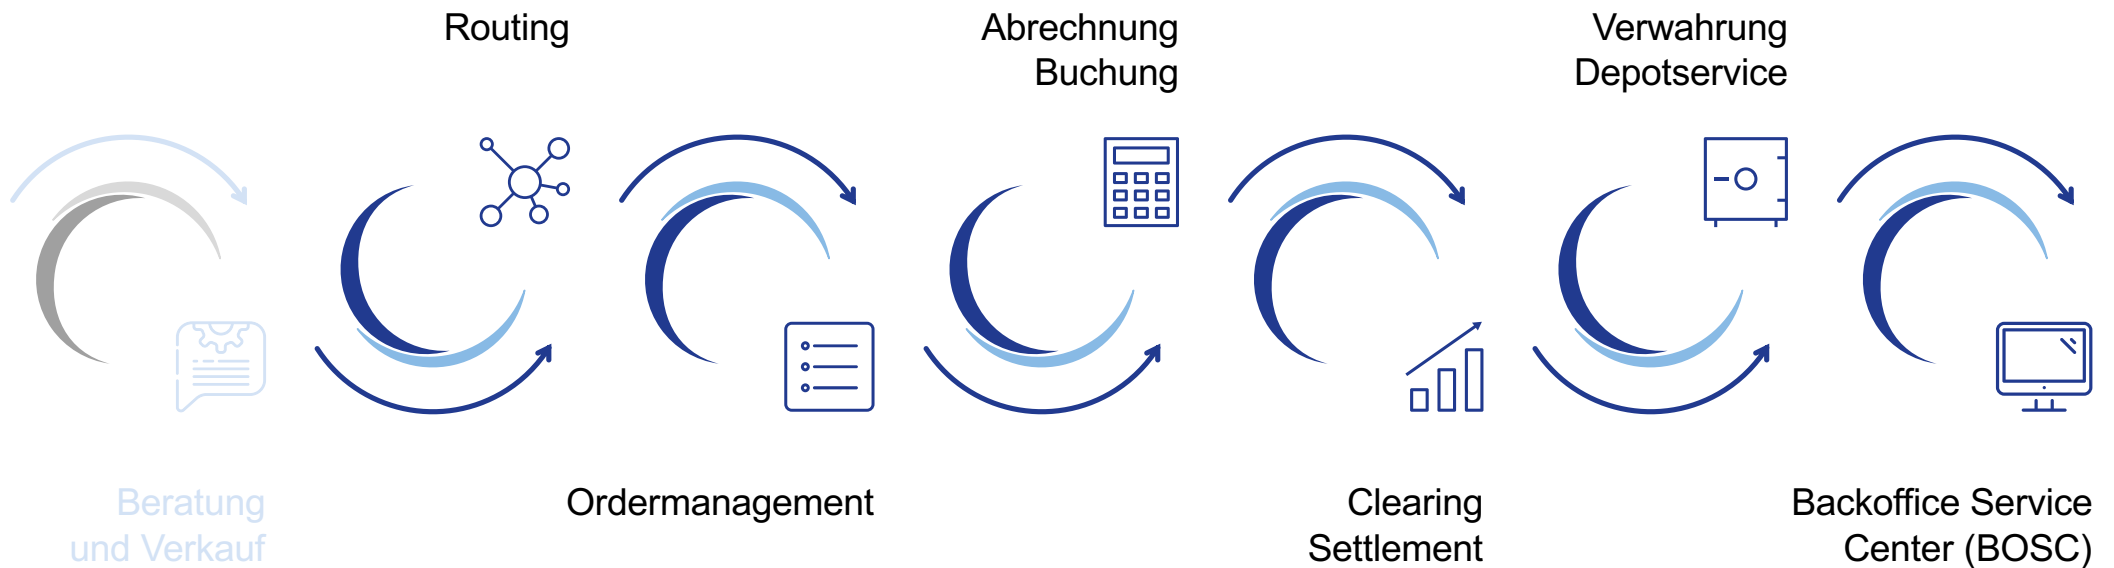 Routing
Abrechnung
Buchung
Verwahrung
Depotservice
Beratung
und Verkauf
Ordermanagement
Clearing
Settlement
Backoffice Service
Center (BOSC)